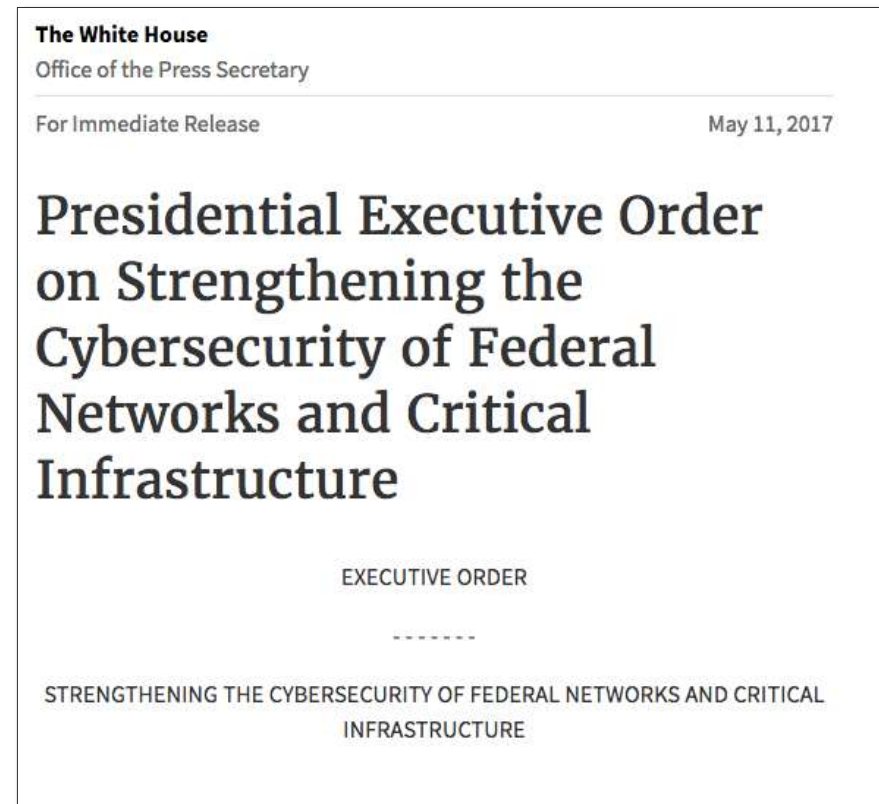 The White House
Office of the Press Secretary
For Immediate Release May 11, 2017
Presidential Executive Order
on Strengthening the
Cybersecurity of Federal
Networks and Critical
Infrastructure
EXECUTIVE ORDER
- - - - - - -
STRENGTHENING THE CYBERSECURITY OF FEDERAL NETWORKS AND CRITICAL
INFRASTRUCTURE